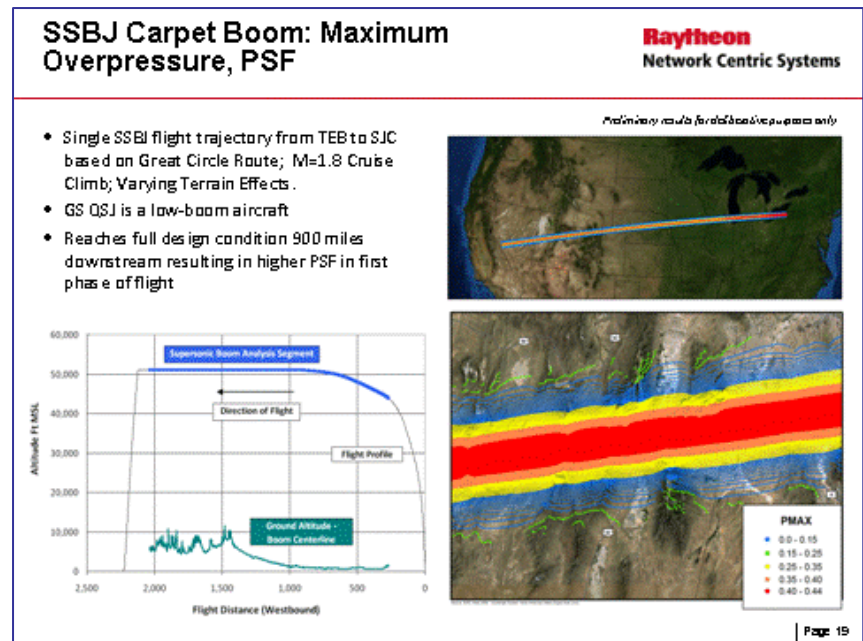 SSBJ Carpet Boom: Maximum
Overpressure, PSF
Raytheon
Network Centric Systems
Preliminary results for deliberative purposes only
• Single SSBJ flight trajectory from TEB to SJC
based on Great Circle Route; M=1.8 Cruise
Climb; Varying Terrain Effects.
• GS QSJ is a low-boom aircraft
• Reaches full design condition 900 miles
downstream resulting in higher PSF in first
phase of flight
60,000
50,000
40,000
30,000
20,000
10,000
0
Altitude Ft MSL
Supersonic Boom Analysis Segment
Direction of Flight
Flight Profile
Ground Altitude -
Boom Centerline
2,500
2,000
1,500
1,000
500
0
Flight Distance (Westbound)
PMAX
0.0 - 0.15
0.15 - 0.25
0.25 - 0.35
0.35 - 0.40
0.40 - 0.44
Page 19